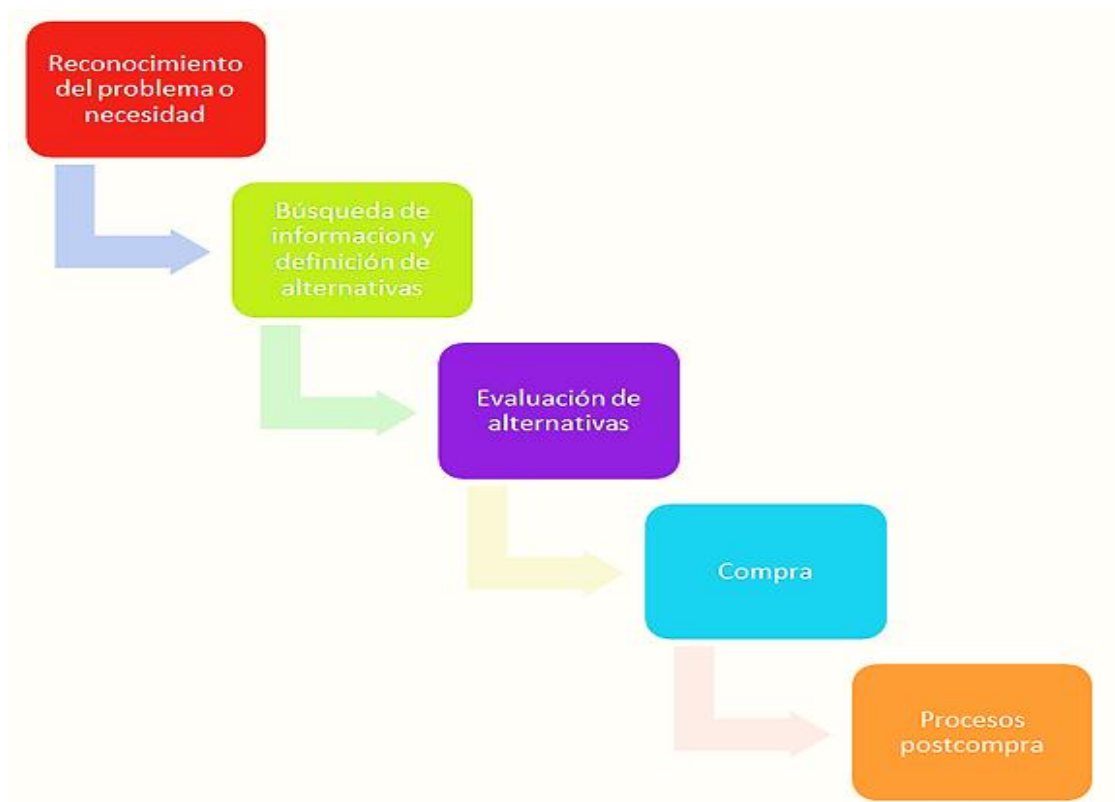 Reconocimiento
del problema o
necesidad
Búsqueda de
informacion y
definición de
alternativas
Evaluación de
alternativas
Compra
Procesos
postcompra